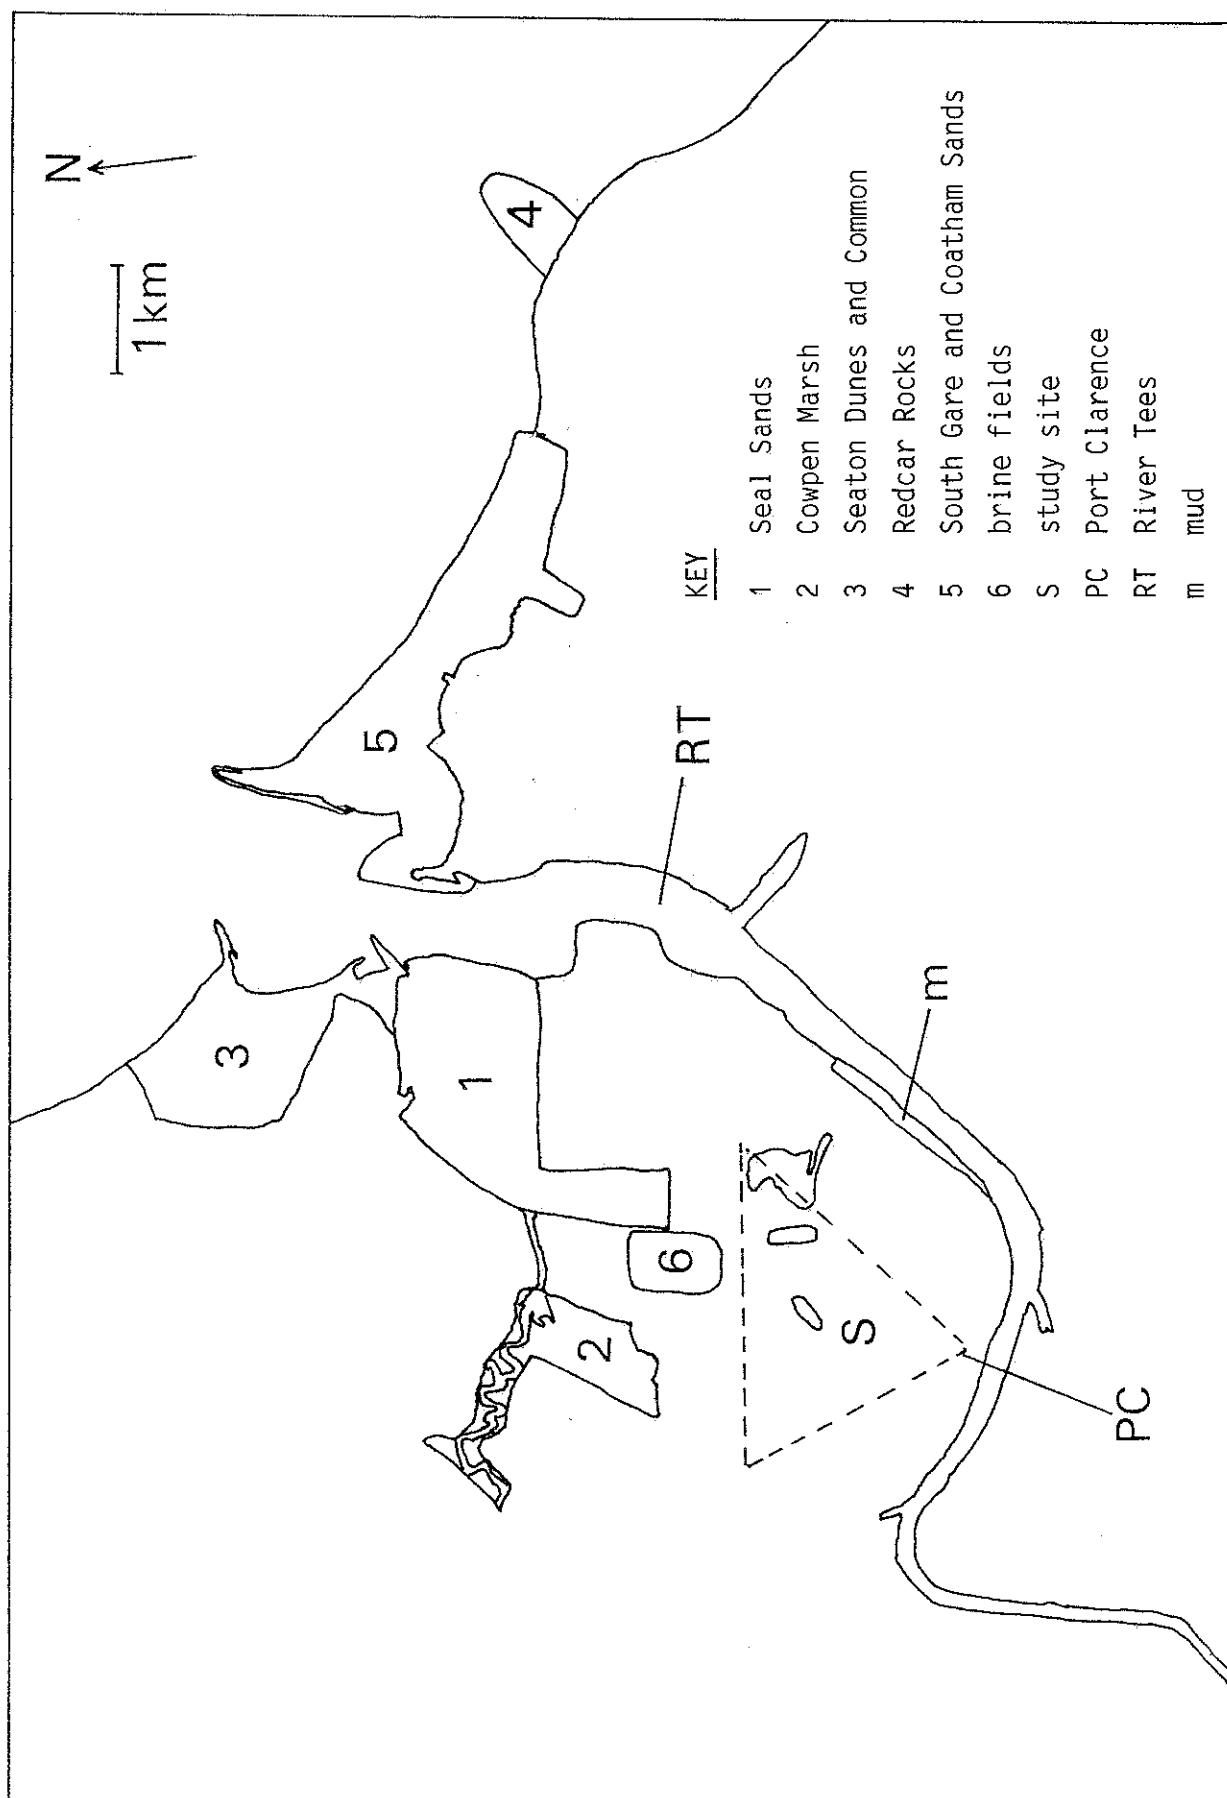 N
1 km
3
4
5
1
2
6
RT
S
m
PC
KEY
1 Seal Sands
2 Cowpen Marsh
3 Seaton Dunes and Common
4 Redcar Rocks
5 South Gare and Coatham Sands
6 brine fields
S study site
PC Port Clarence
RT River Tees
m mud